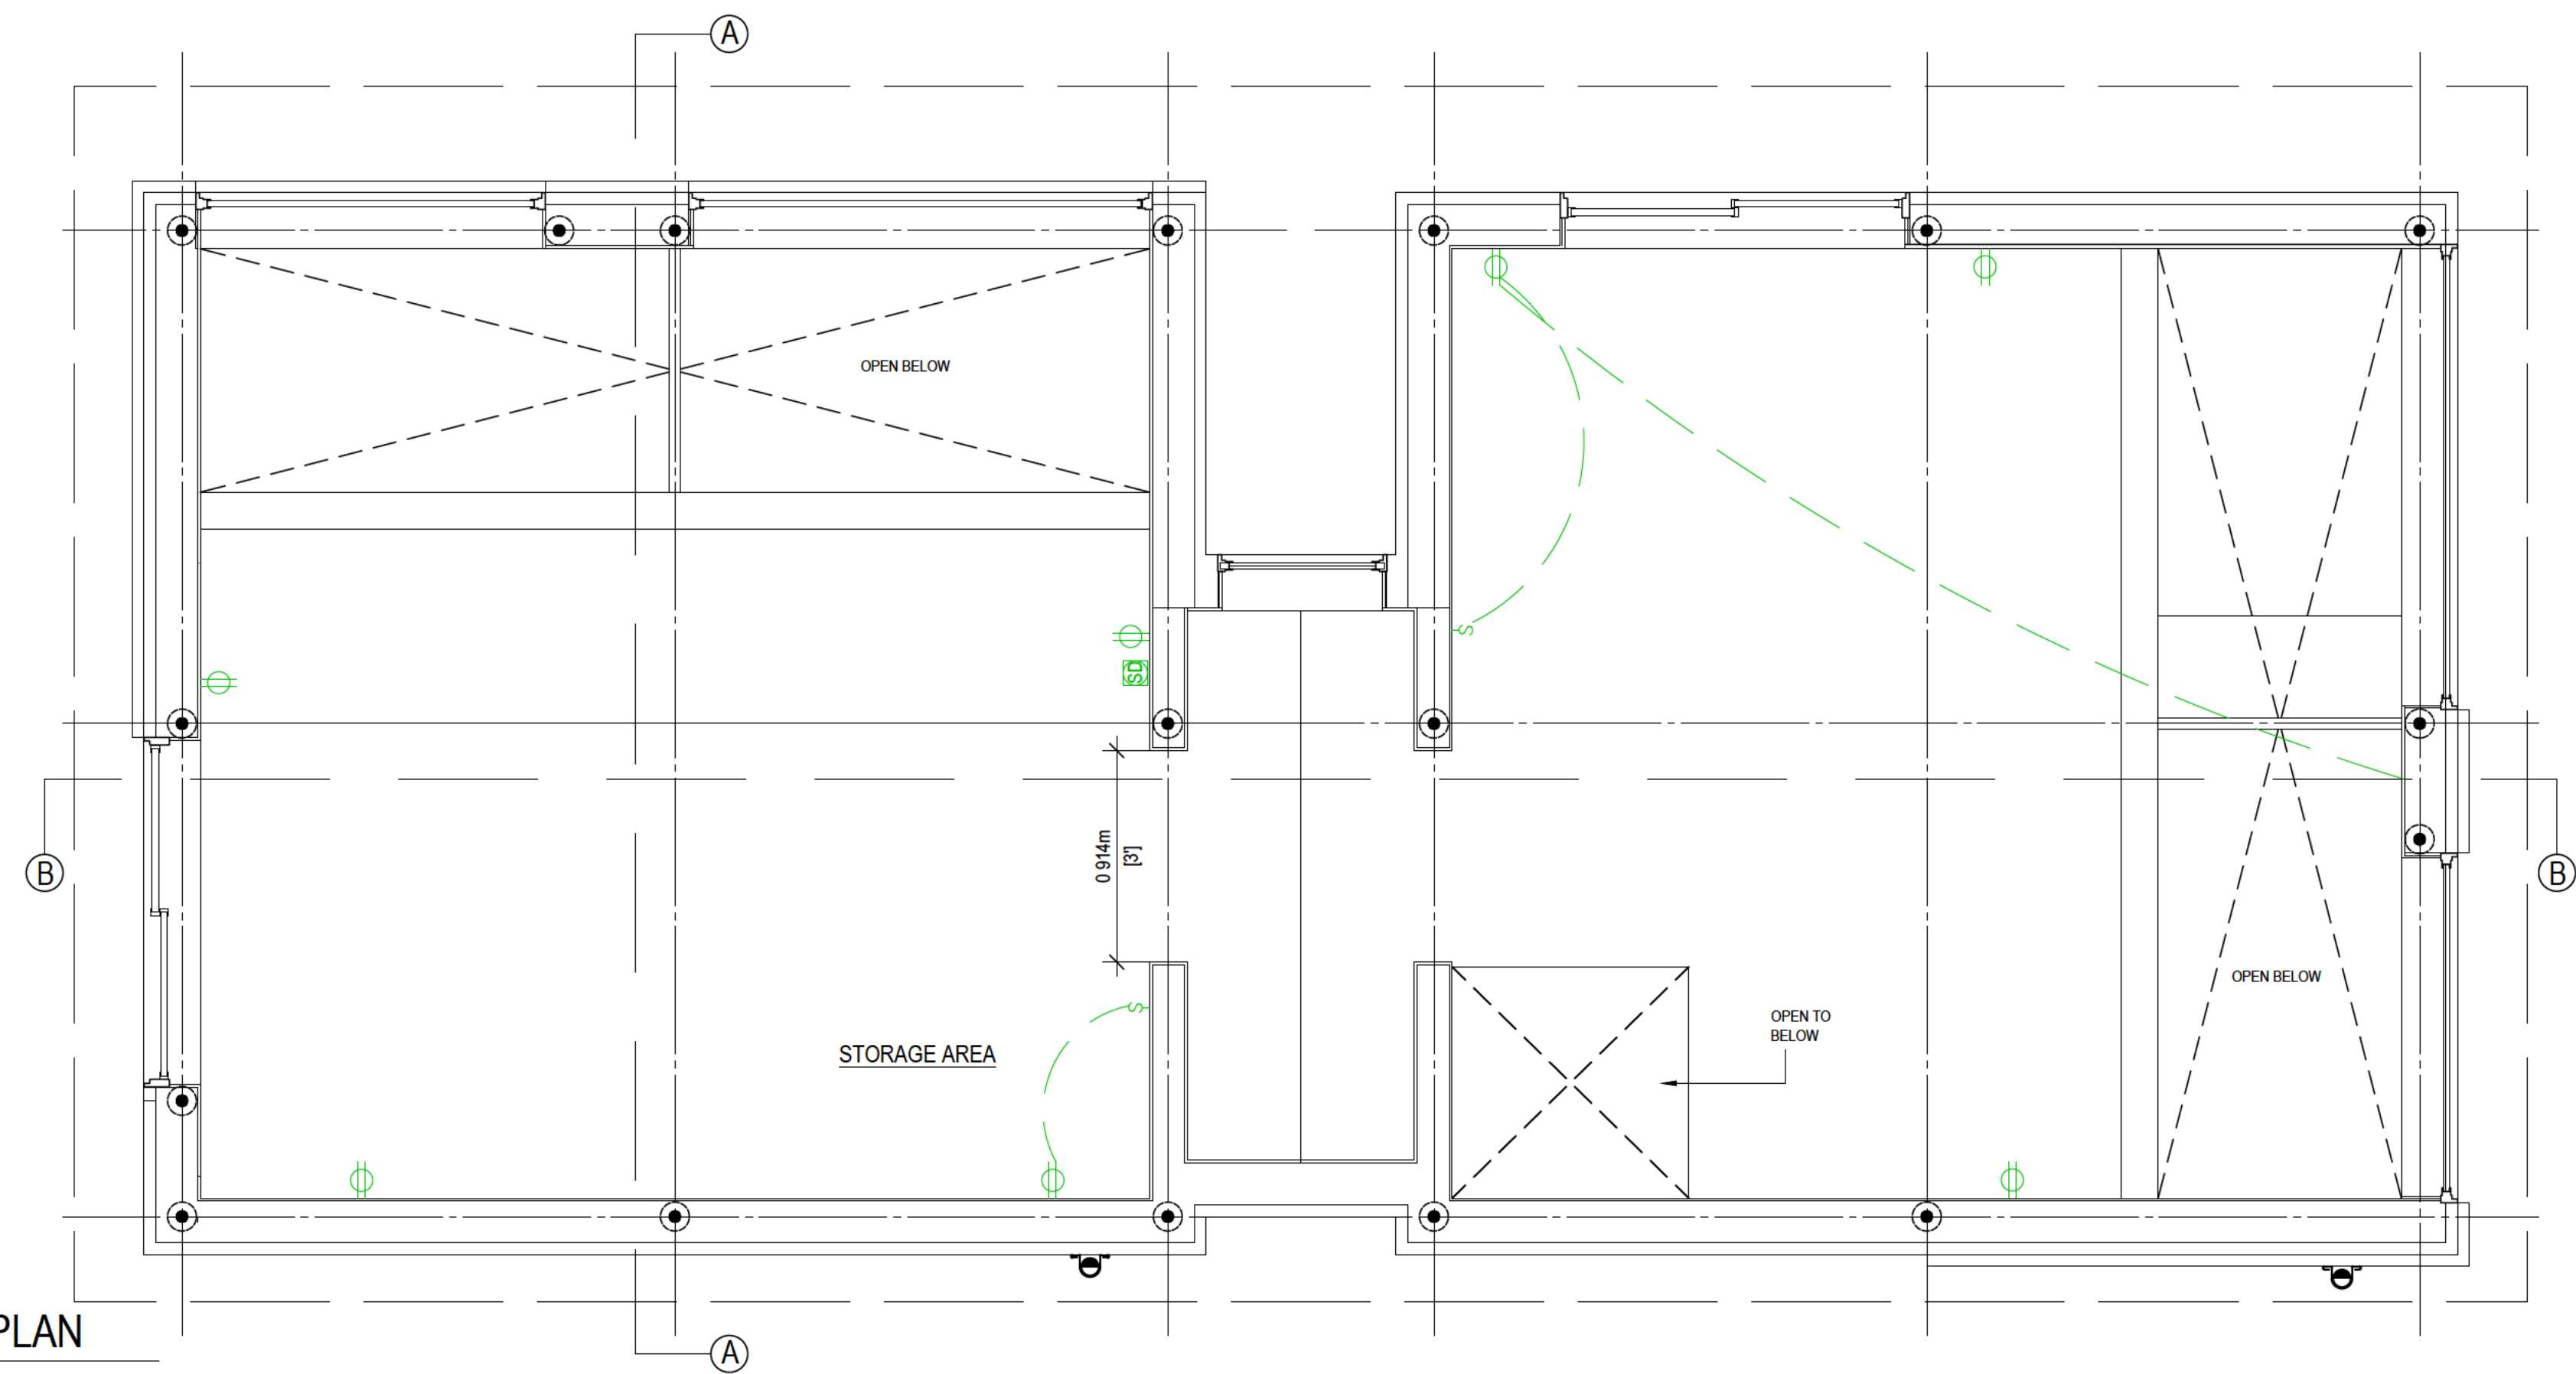 A
OPEN BELOW
S
SD
0 914m
[3']
B
B
OPEN BELOW
S
OPEN TO
BELOW
STORAGE AREA
PLAN
A